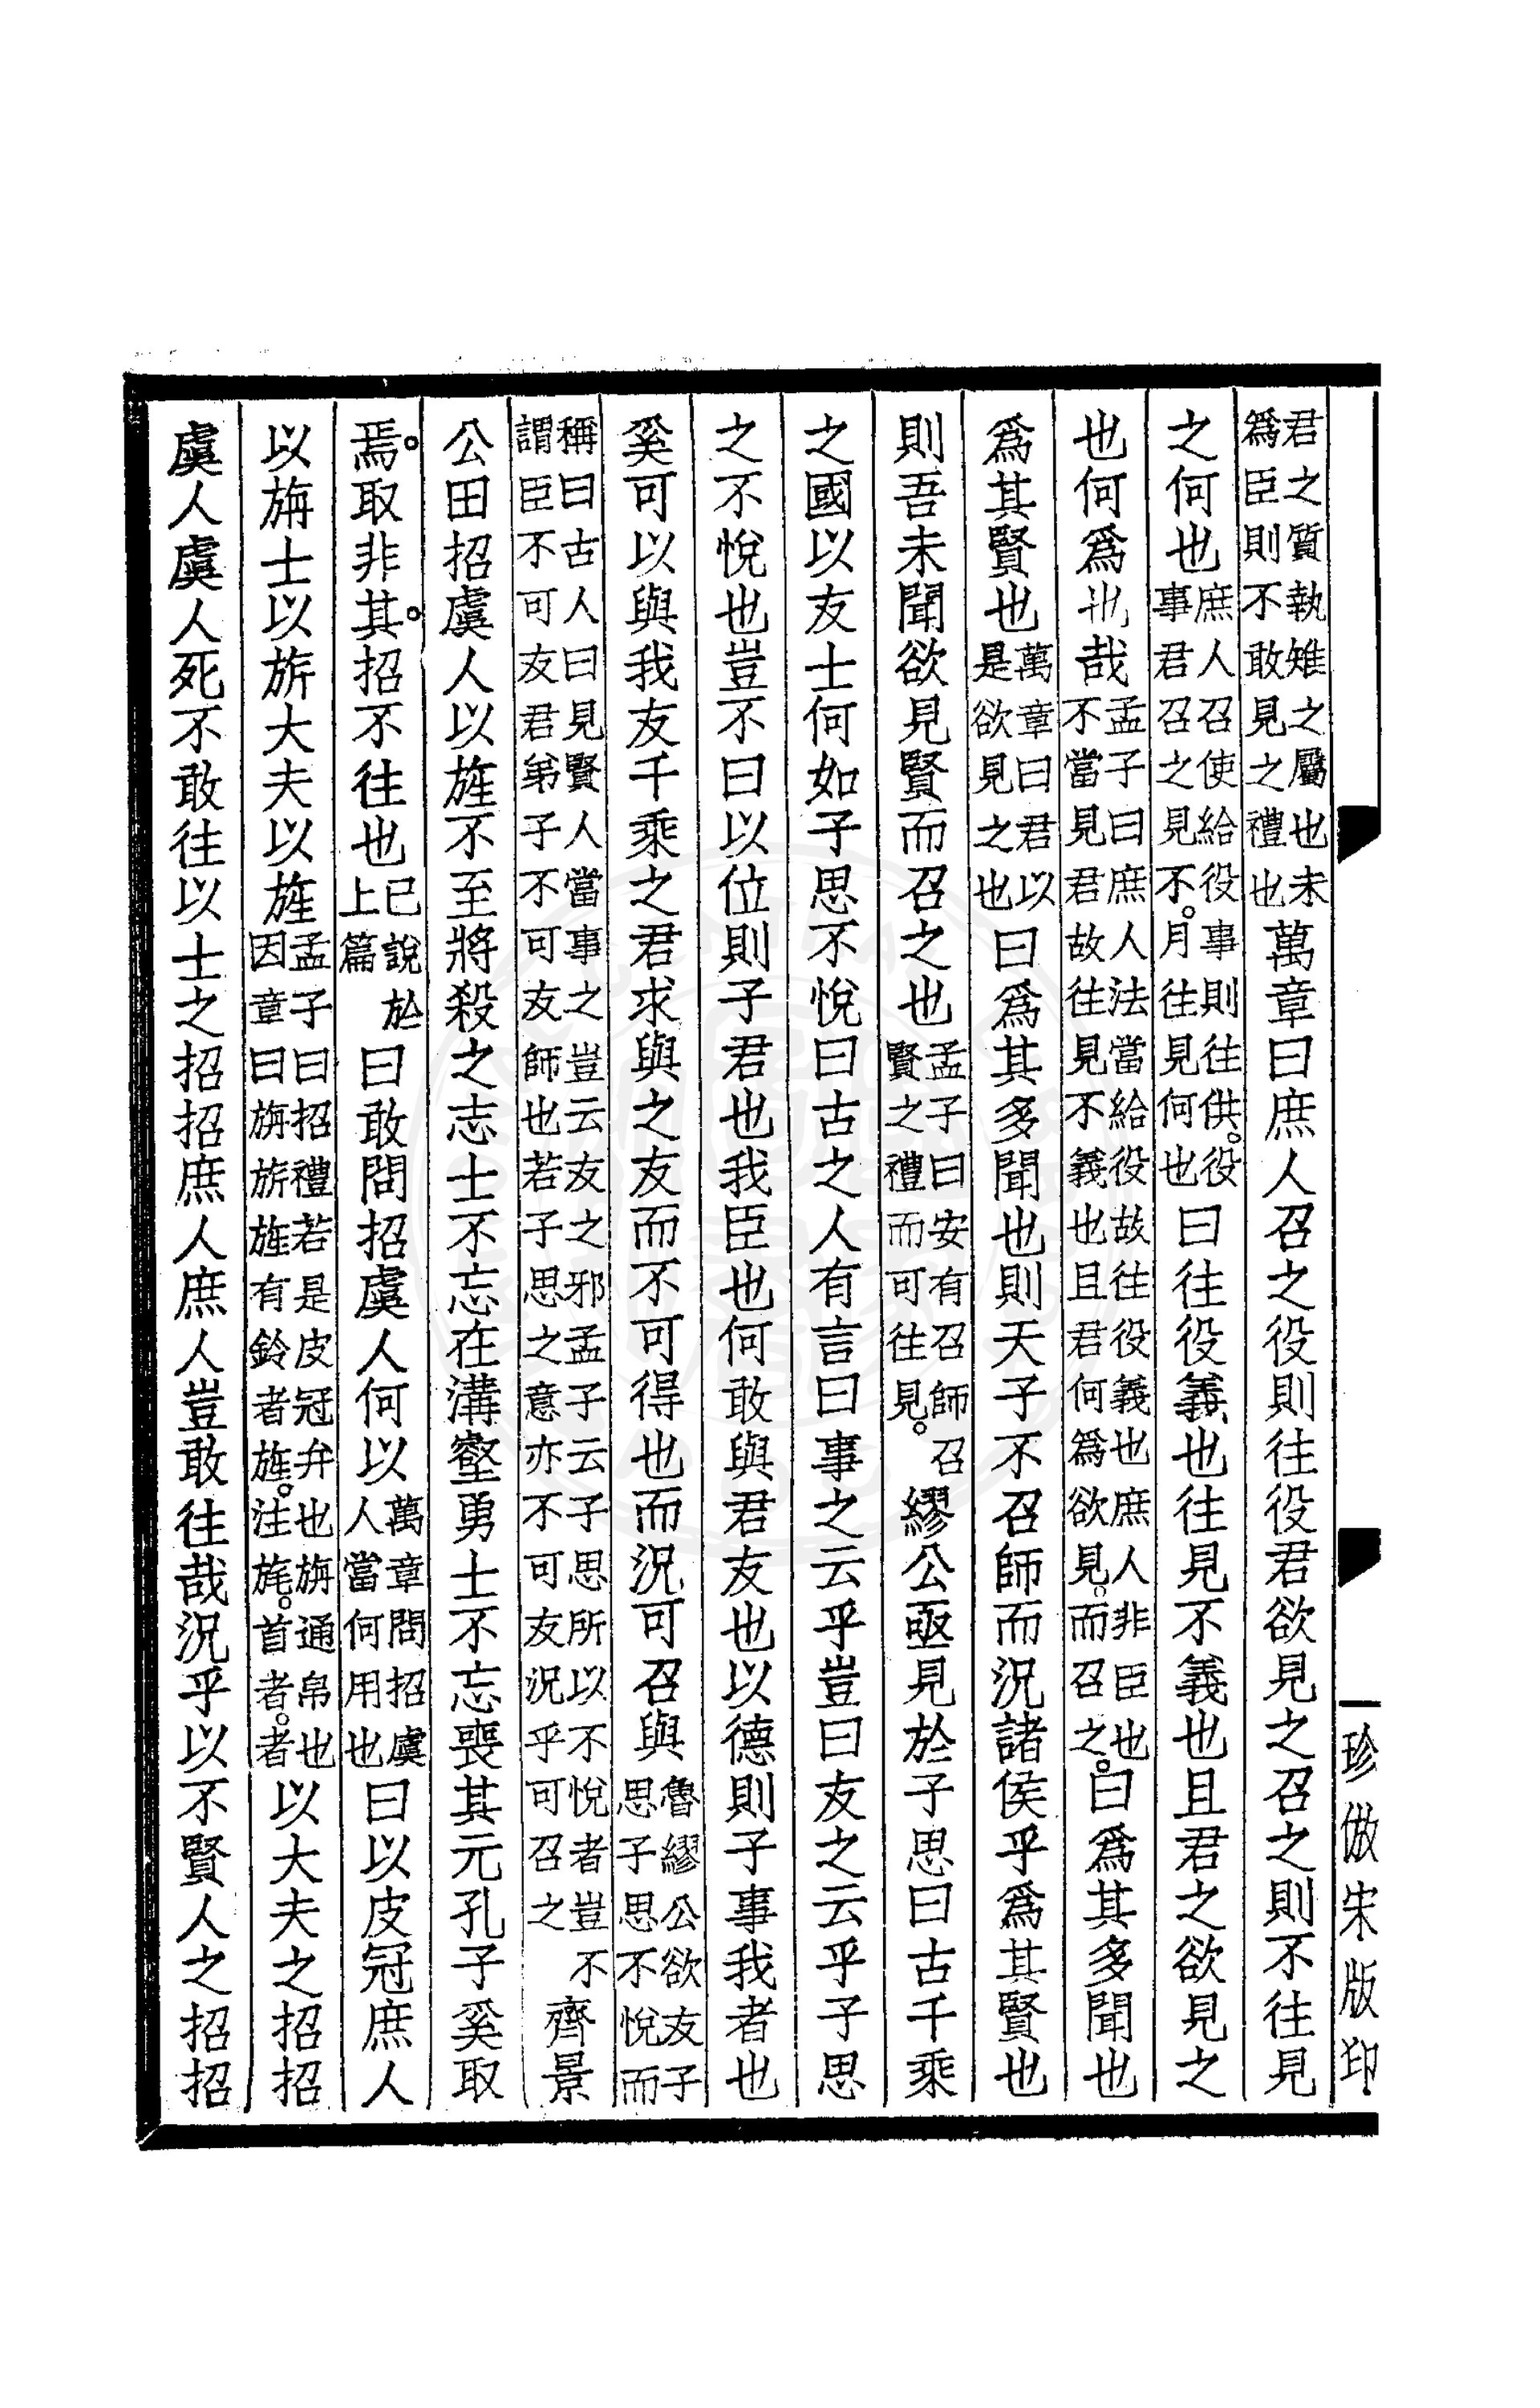 君之質執雉之屬也未爲臣則不敢見之禮也萬章曰庶人召之役則往役君欲見之召之則不往見
之何也庶人召使給役事則往供。役事君召之見不。月往見何也曰往役義也往見不義也且君之欲見之
也何爲也哉孟子曰庶人法當給役故往役義也庶人非臣也不當見君故往見不義也且君何爲欲見。而召之。曰爲其多聞也
爲其賢也萬章曰君以是欲見之也曰爲其多聞也則天子不召師而況諸侯乎爲其賢也
則吾未聞欲見賢而召之也孟子曰安有召師召賢之禮而可往見。繆公亟見於子思曰古千乘
之國以友士何如子思不悅曰古之人有言曰事之云乎豈曰友之云乎子思
之不悅也豈不曰以位則子君也我臣也何敢與君友也以德則子事我者也
奚可以與我友千乘之君求與之友而不可得也而況可召與魯繆公欲友子思子思不悅而
稱曰古人曰見賢人當事之豈云友之邪孟子云子思所以不悅者豈不謂臣不可友君弟子不可友師也若子思之意亦不可友況乎可召之齊景
公田招虞人以旌不至將殺之志士不忘在溝壑勇士不忘喪其元孔子奚取
焉。取非其。招不往也已說於上篇曰敢問招虞人何以萬章問招虞人當何用也曰以皮冠庶人
以旃士以旂大夫以旌孟子曰招禮若是皮冠弁也旃通帛也因章曰旃旂旌有鈴者旌。注旄。首者。者以大夫之招招
虞人虞人死不敢往以士之招招庶人庶人豈敢往哉況乎以不賢人之招招
珍倣宋版印